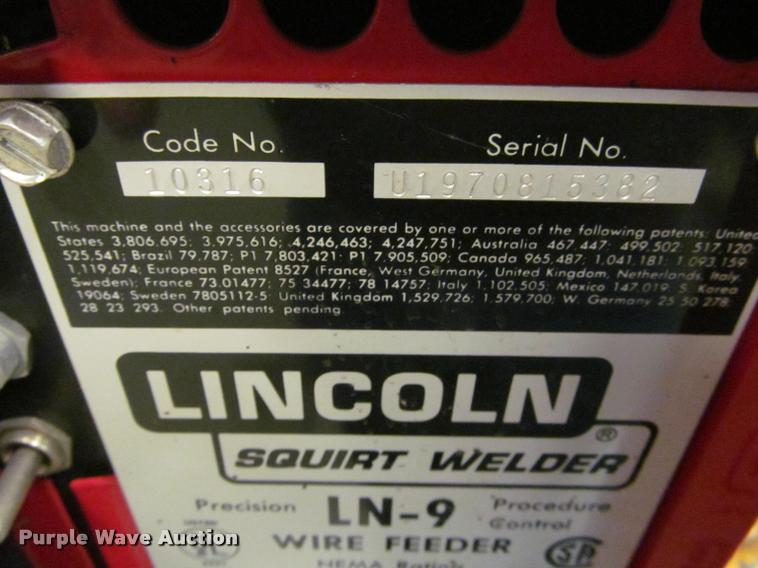 Code No. Serial No.
10316 U1970815382
This machine and the accessories are covered by one or more of the following patents: United
States 3,806,695; 3,975,616; 4,246,463; 4,247,751; Australia 467,447; 499,502; 517,120
525,541; Brazil 79,787; P1 7,803,421; P1 7,905,509; Canada 965,487; 1,041,181; 1,093,159
1,119,674; European Patent 8527 (France, West Germany, United Kingdom, Netherlands, Italy,
Sweden); France 73.01477; 75 34477; 78 14757; Italy 1,102,505; Mexico 147,019; S. Korea
19064; Sweden 7805112-5; United Kingdom 1,529,726; 1,579,700; W. Germany 25 50 278
28 23 293. Other patents pending.
LINCOLN ®
SQUIRT WELDER
Precision LN-9 Procedure
Control
WIRE FEEDER
NEMA
Purple Wave Auction